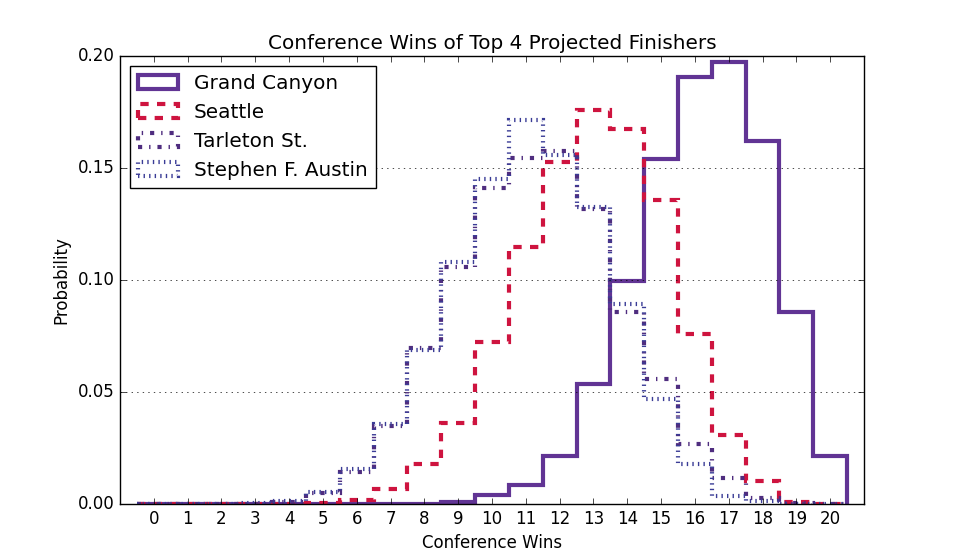 Conference Wins of Top 4 Projected Finishers
Grand Canyon
Seattle
Tarleton St.
Stephen F. Austin
0.20
0.15
0.10
0.05
0.00
Probability
0 1 2 3 4 5 6 7 8 9 10 11 12 13 14 15 16 17 18 19 20
Conference Wins